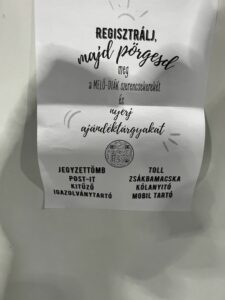 REGISZTRÁLJ,
majd pörgesd
meg
a MELÓ-DIÁK szerencsekereket
és
nyerj
ajándéktárgyakat
JEGYZETTÖMB
POST-IT
KITŰZŐ
IGAZOLVÁNYTARTÓ
TOLL
ZSÁKBAMACSKA
KÓLANYITÓ
MOBIL TARTÓ